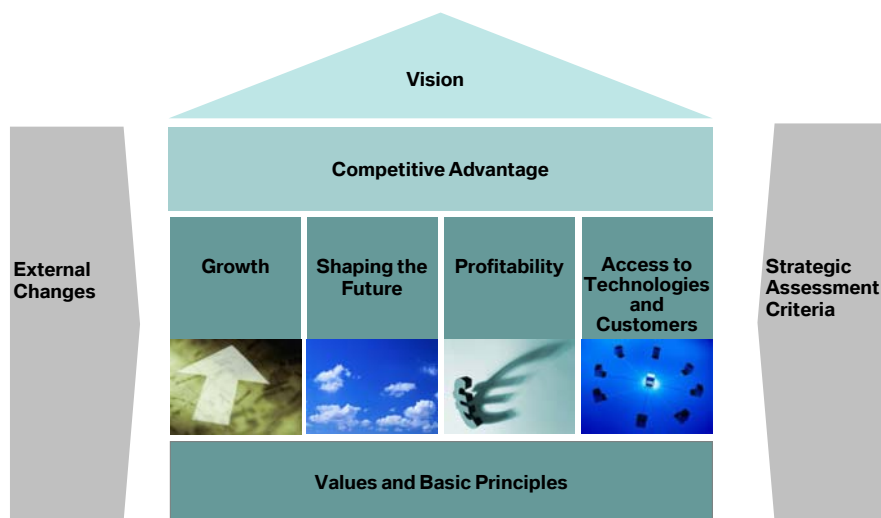 Vision
Competitive Advantage
External
Changes
Growth
Shaping the
Future
Profitability
Access to
Technologies
and
Customers
Strategic
Assessment
Criteria
Values and Basic Principles